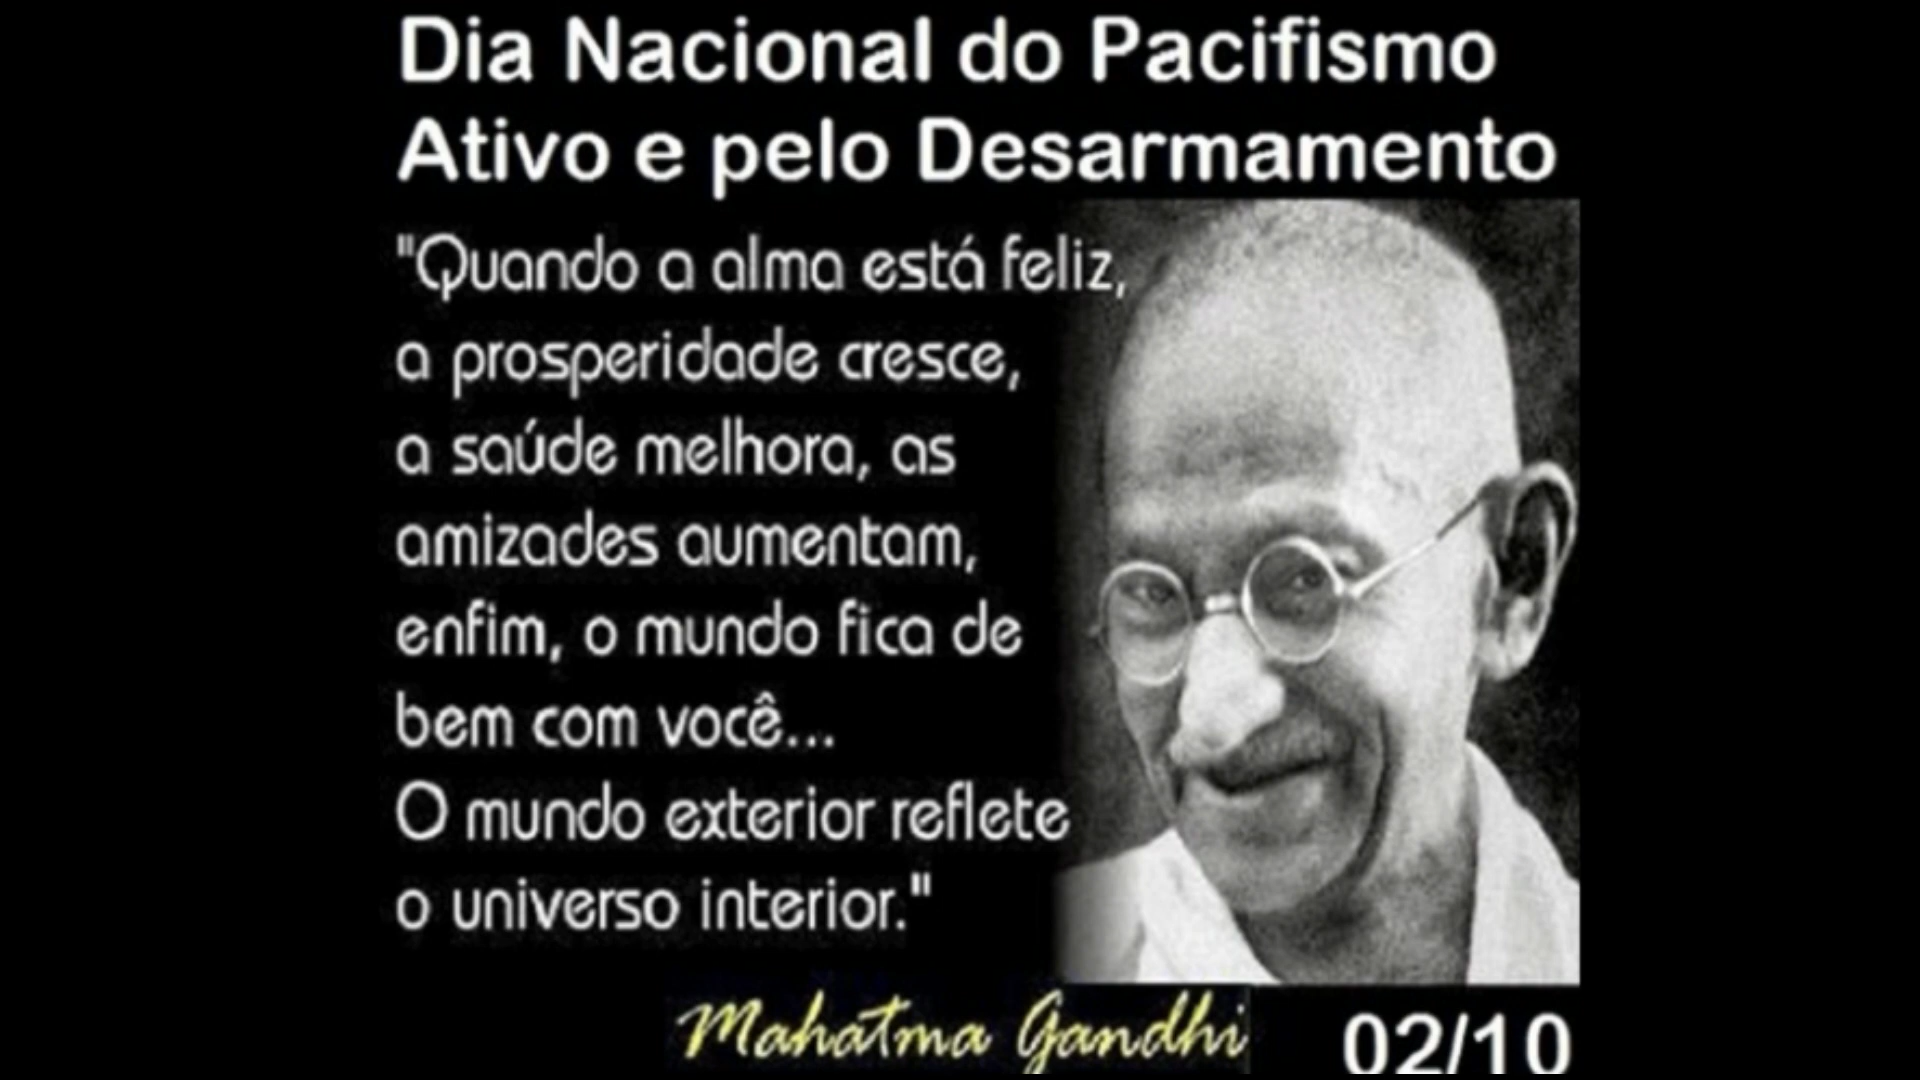 Dia Nacional do Pacifismo
Ativo e pelo Desarmamento
"Quando a alma está feliz,
a prosperidade cresce,
a saúde melhora, as
amizades aumentam,
enfim, o mundo fica de
bem com você...
O mundo exterior reflete
o universo interior."
Mahatma Gandhi
02/10